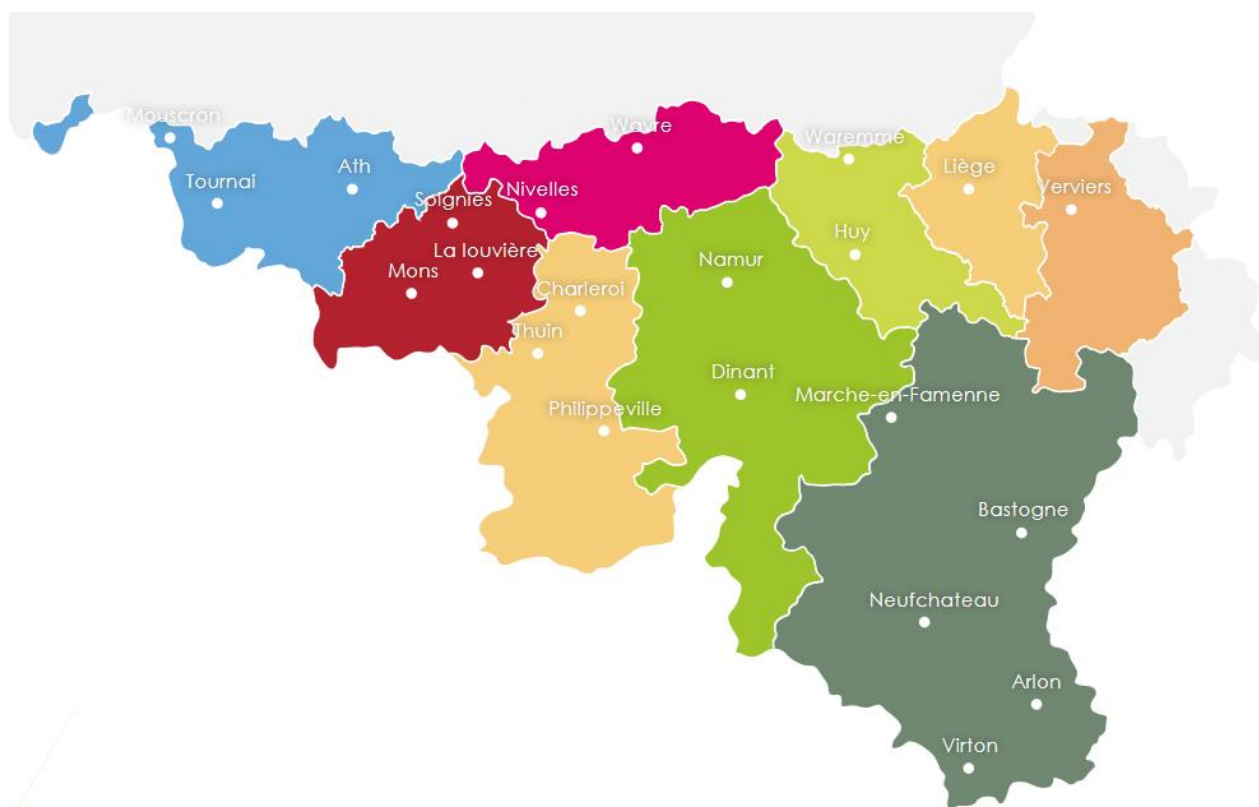 Mouscron
Wavre
Waremme
Ath
Liège
Tournai
Nivelles
Verviers
Soignies
Huy
La louvière
Namur
Mons
Charleroi
Thuin
Dinant
Marche-en-Famenne
Philippeville
Bastogne
Neufchateau
Arlon
Virton